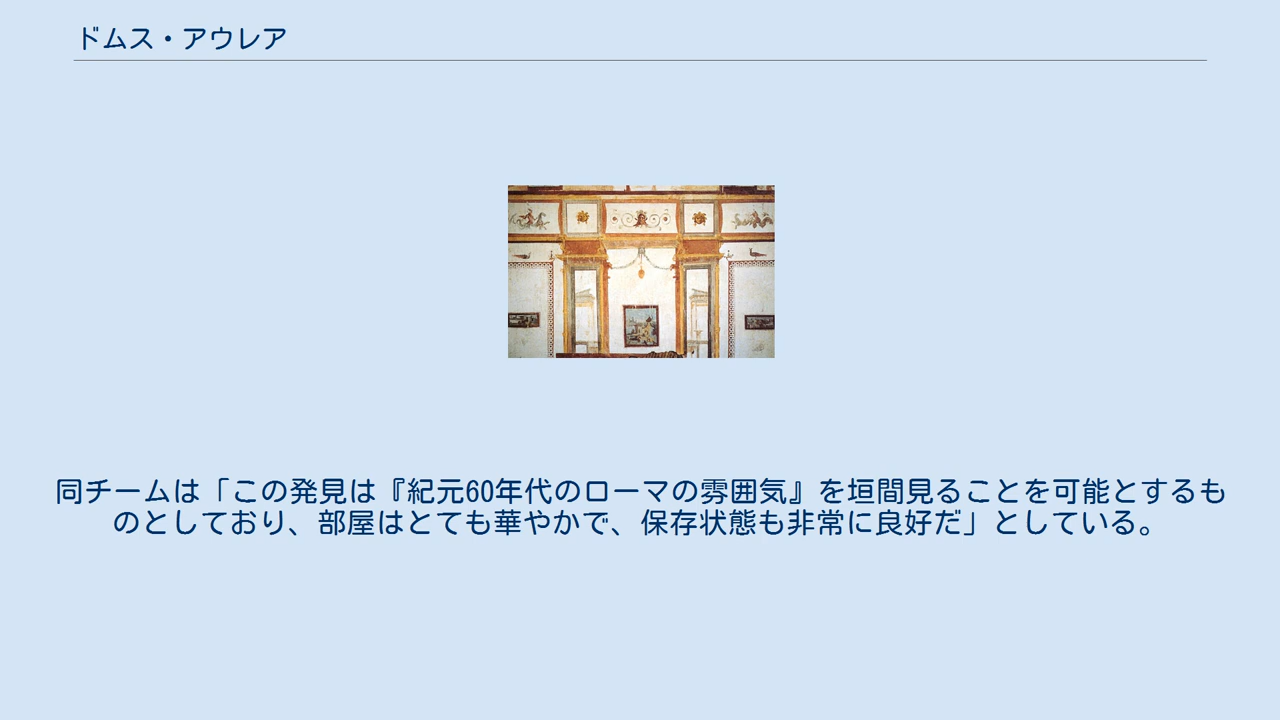 ドムス・アウレア
同チームは「この発見は『紀元60年代のローマの雰囲気』を垣間見ることを可能とするも
のとしており、部屋はとても華やかで、保存状態も非常に良好だ」としている。